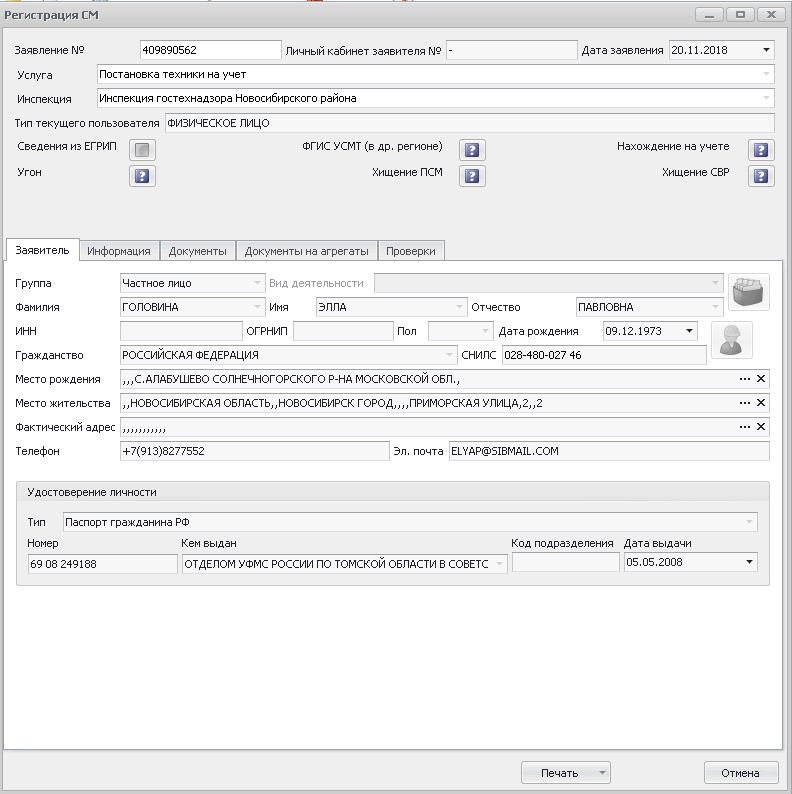 Регистрация СМ
Заявление № 409890562 Личный кабинет заявителя № - Дата заявления 20.11.2018
Услуга Постановка техники на учет
Инспекция Инспекция гостехнадзора Новосибирского района
Тип текущего пользователя ФИЗИЧЕСКОЕ ЛИЦО
Сведения из ЕГРИП ФГИС УСМТ (в др. регионе) ? Нахождение на учете ?
Угон ? Хищение ПСМ ? Хищение СВР ?
Заявитель Информация Документы Документы на агрегаты Проверки
Группа Частное лицо Вид деятельности
Фамилия ГОЛОВИНА Имя ЭЛЛА Отчество ПАВЛОВНА
ИНН ОГРНИП Пол Дата рождения 09.12.1973
Гражданство РОССИЙСКАЯ ФЕДЕРАЦИЯ СНИЛС 028-480-027 46
Место рождения ,,,С.АЛАБУШЕВО СОЛНЕЧНОГОРСКОГО Р-НА МОСКОВСКОЙ ОБЛ., ... X
Место жительства ,,НОВОСИБИРСКАЯ ОБЛАСТЬ,,НОВОСИБИРСК ГОРОД,,,,ПРИМОРСКАЯ УЛИЦА,2,,2 ... X
Фактический адрес ,,,,,,,,,,, ... X
Телефон +7(913)8277552 Эл. почта ELYAP@SIBMAIL.COM
Удостоверение личности
Тип Паспорт гражданина РФ
Номер Кем выдан Код подразделения Дата выдачи
69 08 249188 ОТДЕЛОМ УФМС РОССИИ ПО ТОМСКОЙ ОБЛАСТИ В СОВЕТС 05.05.2008
Печать Отмена